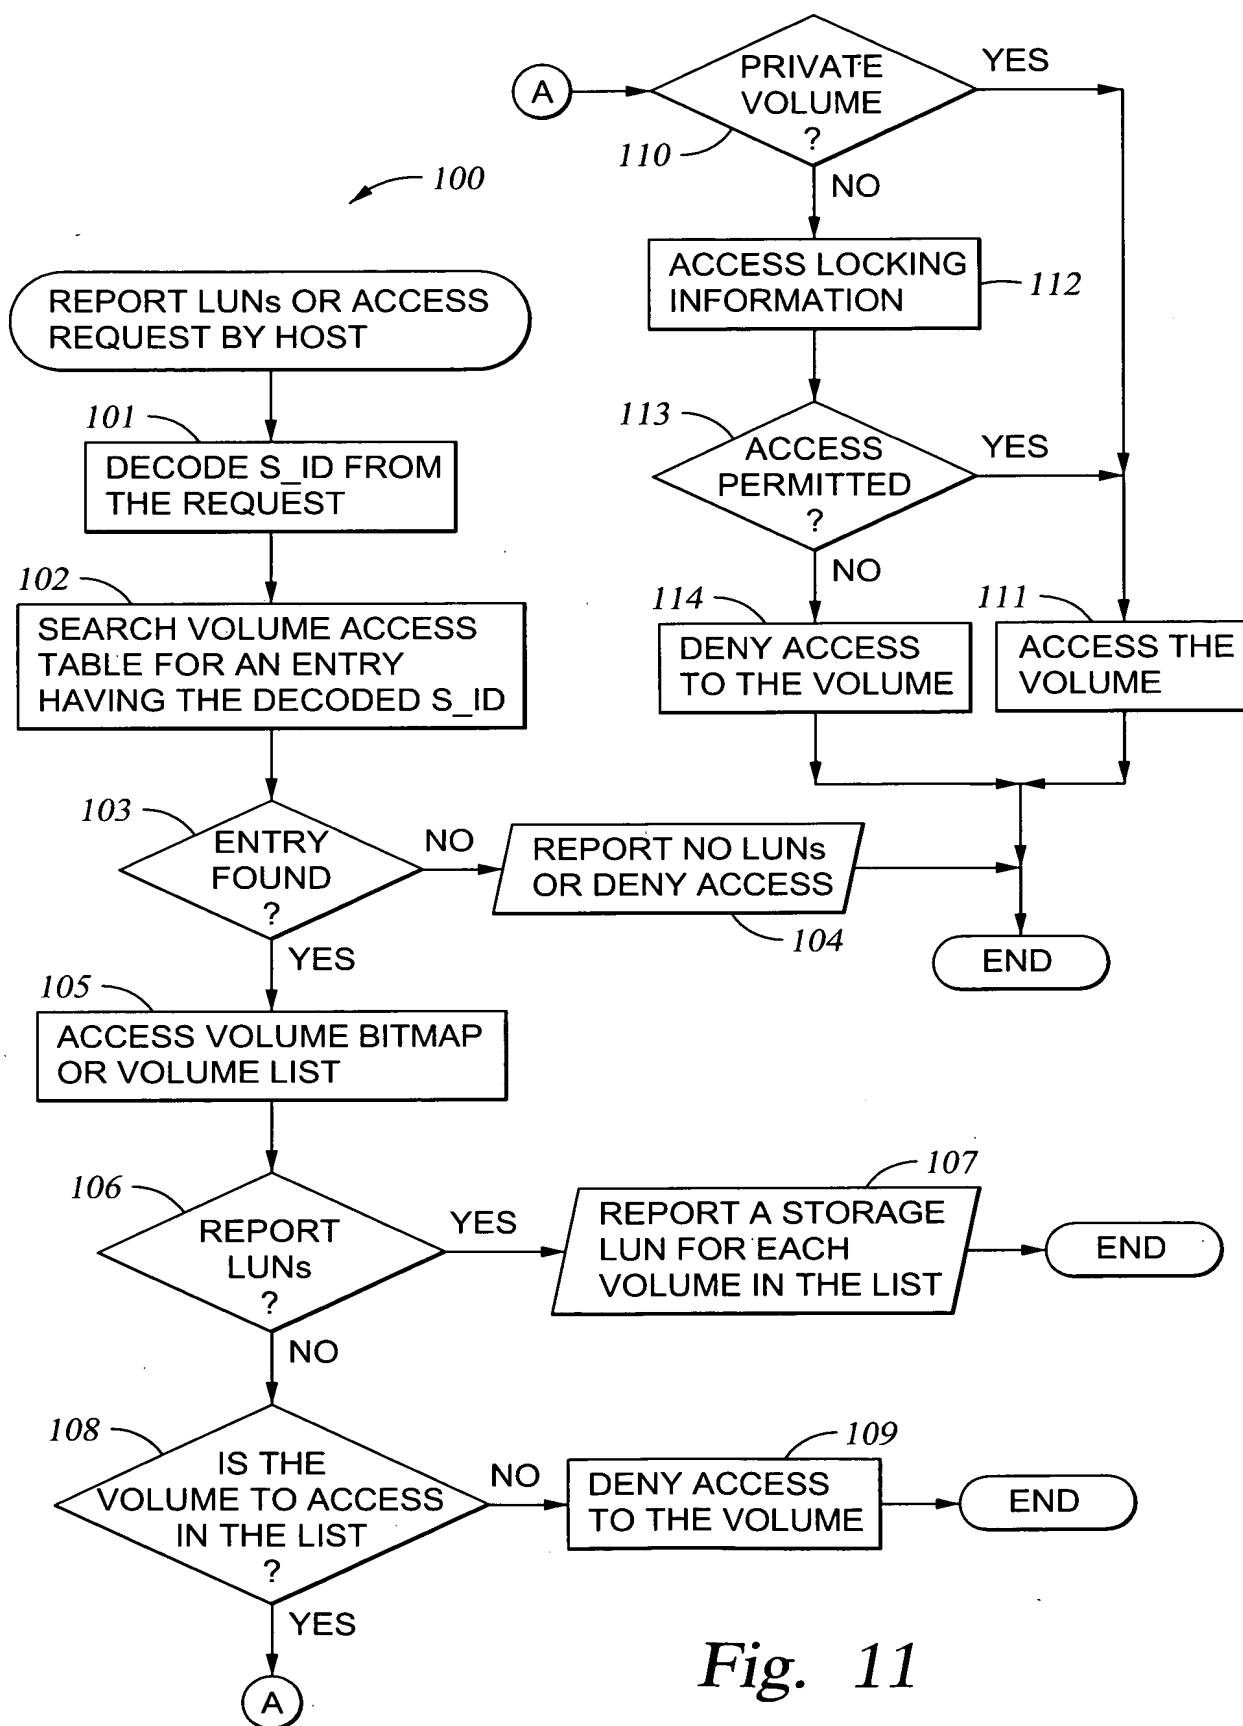 100
REPORT LUNs OR ACCESS
REQUEST BY HOST
101
DECODE S_ID FROM
THE REQUEST
102
SEARCH VOLUME ACCESS
TABLE FOR AN ENTRY
HAVING THE DECODED S_ID
103
ENTRY
FOUND
?
NO
REPORT NO LUNs
OR DENY ACCESS
104
YES
105
ACCESS VOLUME BITMAP
OR VOLUME LIST
106
REPORT
LUNs
?
YES
107
REPORT A STORAGE
LUN FOR EACH
VOLUME IN THE LIST
END
NO
108
IS THE
VOLUME TO ACCESS
IN THE LIST
?
NO
109
DENY ACCESS
TO THE VOLUME
END
YES
A
A
PRIVATE
VOLUME
?
110
YES
NO
ACCESS LOCKING
INFORMATION
112
113
ACCESS
PERMITTED
?
YES
NO
114
DENY ACCESS
TO THE VOLUME
111
ACCESS THE
VOLUME
END
Fig. 11